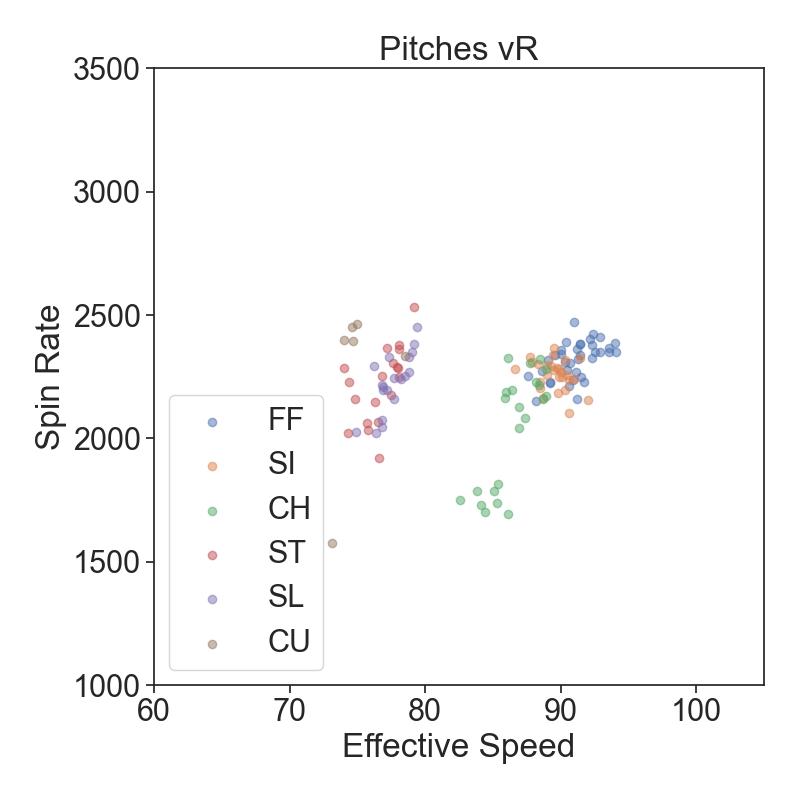 Pitches vR
3500
3000
2500
2000
1500
1000
Spin Rate
FF
SI
CH
ST
SL
CU
60 70 80 90 100
Effective Speed